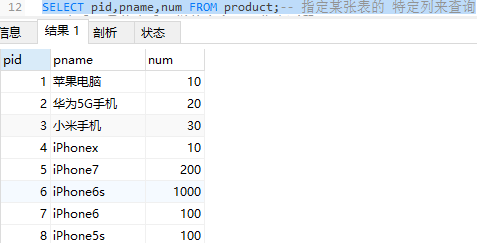 12 SELECT pid,pname,num FROM product;-- 指定某张表的 特定列来查询
信息 结果 1 剖析 状态
pid pname num
1 苹果电脑 10
2 华为5G手机 20
3 小米手机 30
4 iPhonex 10
5 iPhone7 200
6 iPhone6s 1000
7 iPhone6 100
8 iPhone5s 100